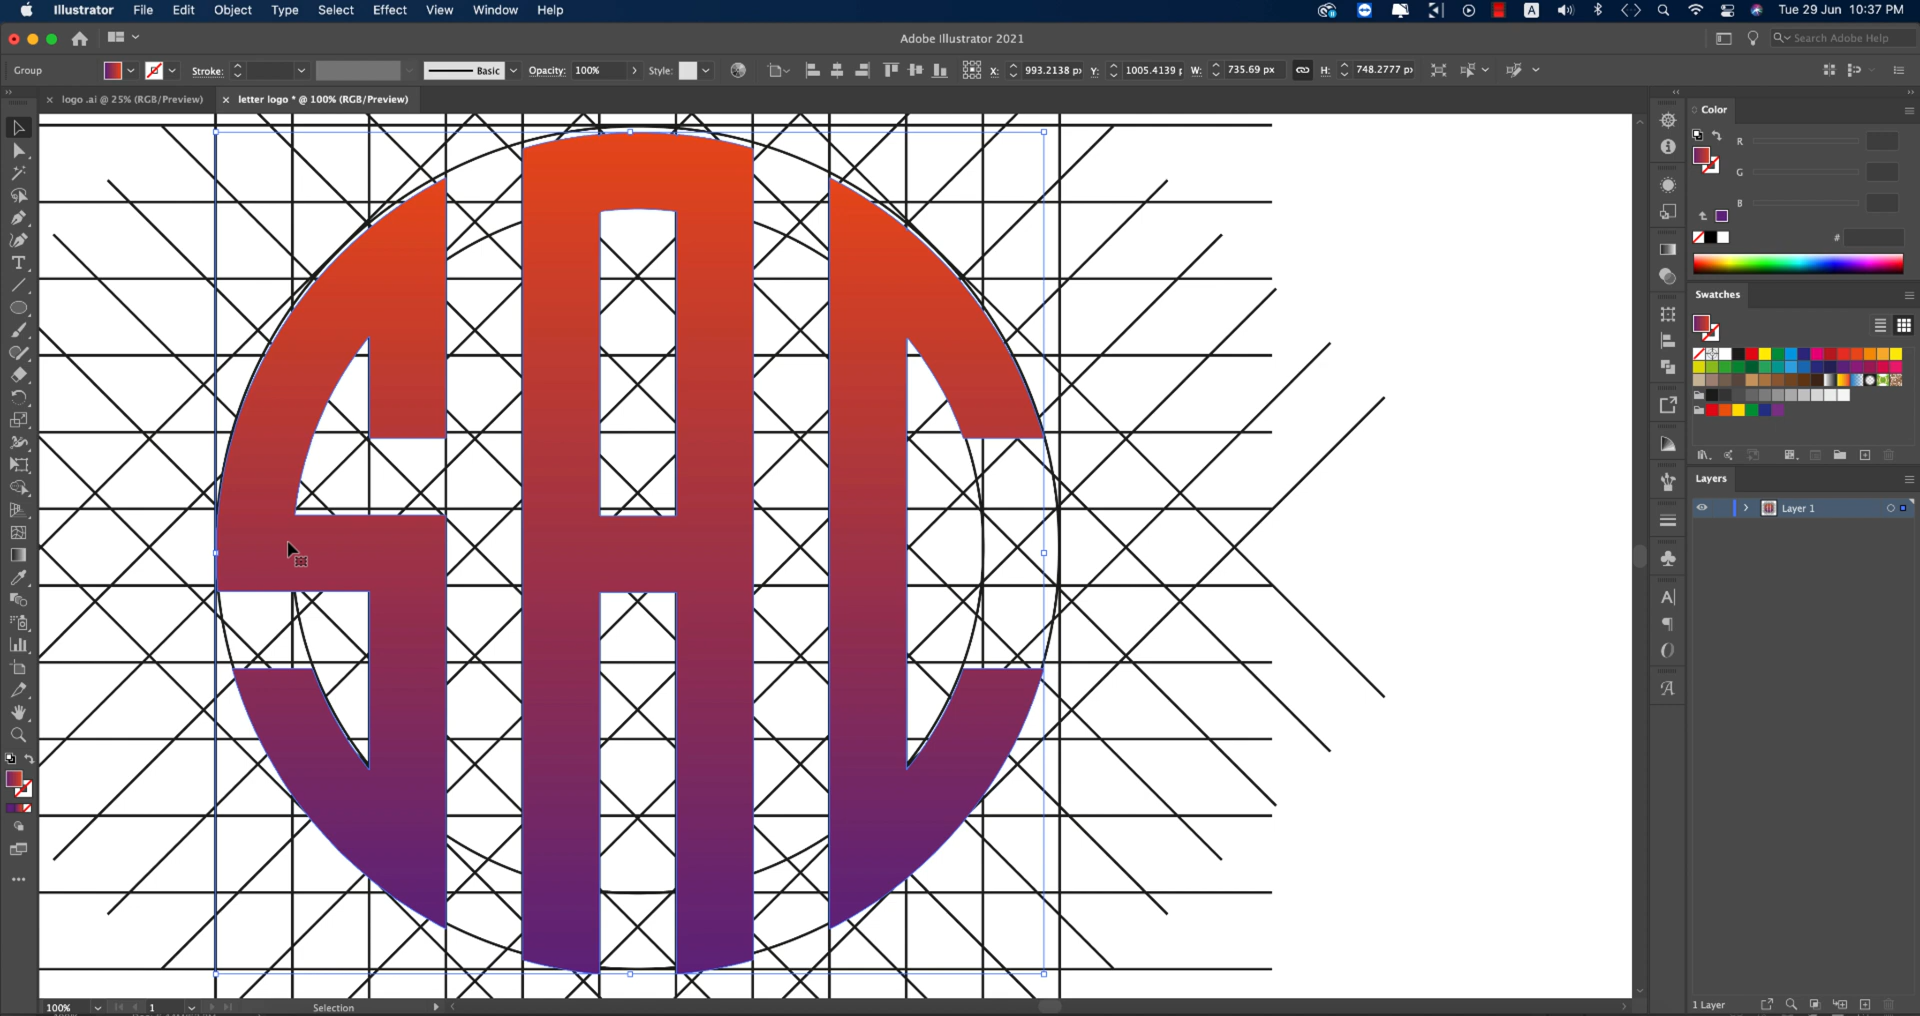 Illustrator File Edit Object Type Select Effect View Window Help
A
Tue 29 Jun 10:37 PM
Adobe Illustrator 2021
Search Adobe Help
Group
Stroke:
Basic
Opacity: 100%
Style:
X: 993.2138 px
Y: 1005.4139
W: 735.69 px
H: 748.2777 px
× logo .ai @ 25% (RGB/Preview)
× letter logo * @ 100% (RGB/Preview)
Color
R
G
B
#
Swatches
Layers
Layer 1
SAC
100%
1
Selection
1 Layer